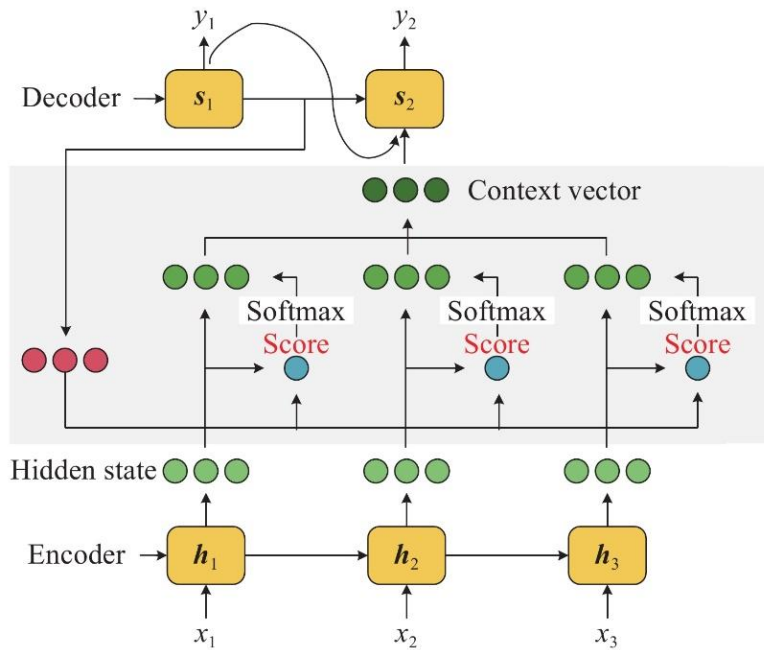 y₁ y₂
Decoder s₁ s₂
Context vector
Softmax Softmax Softmax
Score Score Score
Hidden state
Encoder h₁ h₂ h₃
x₁ x₂ x₃